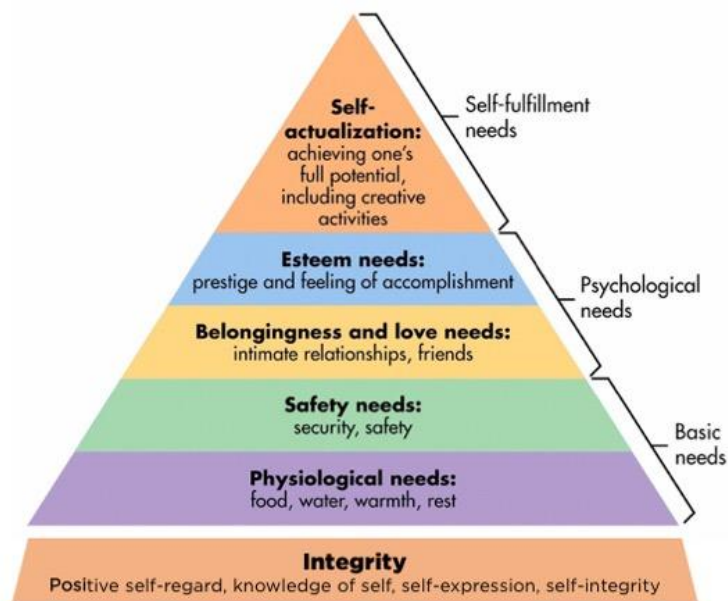 Self-
actualization:
achieving one's
full potential,
including creative
activities
Self-fulfillment
needs
Esteem needs:
prestige and feeling of accomplishment
Belongingness and love needs:
intimate relationships, friends
Psychological
needs
Safety needs:
security, safety
Physiological needs:
food, water, warmth, rest
Basic
needs
Integrity
Positive self-regard, knowledge of self, self-expression, self-integrity